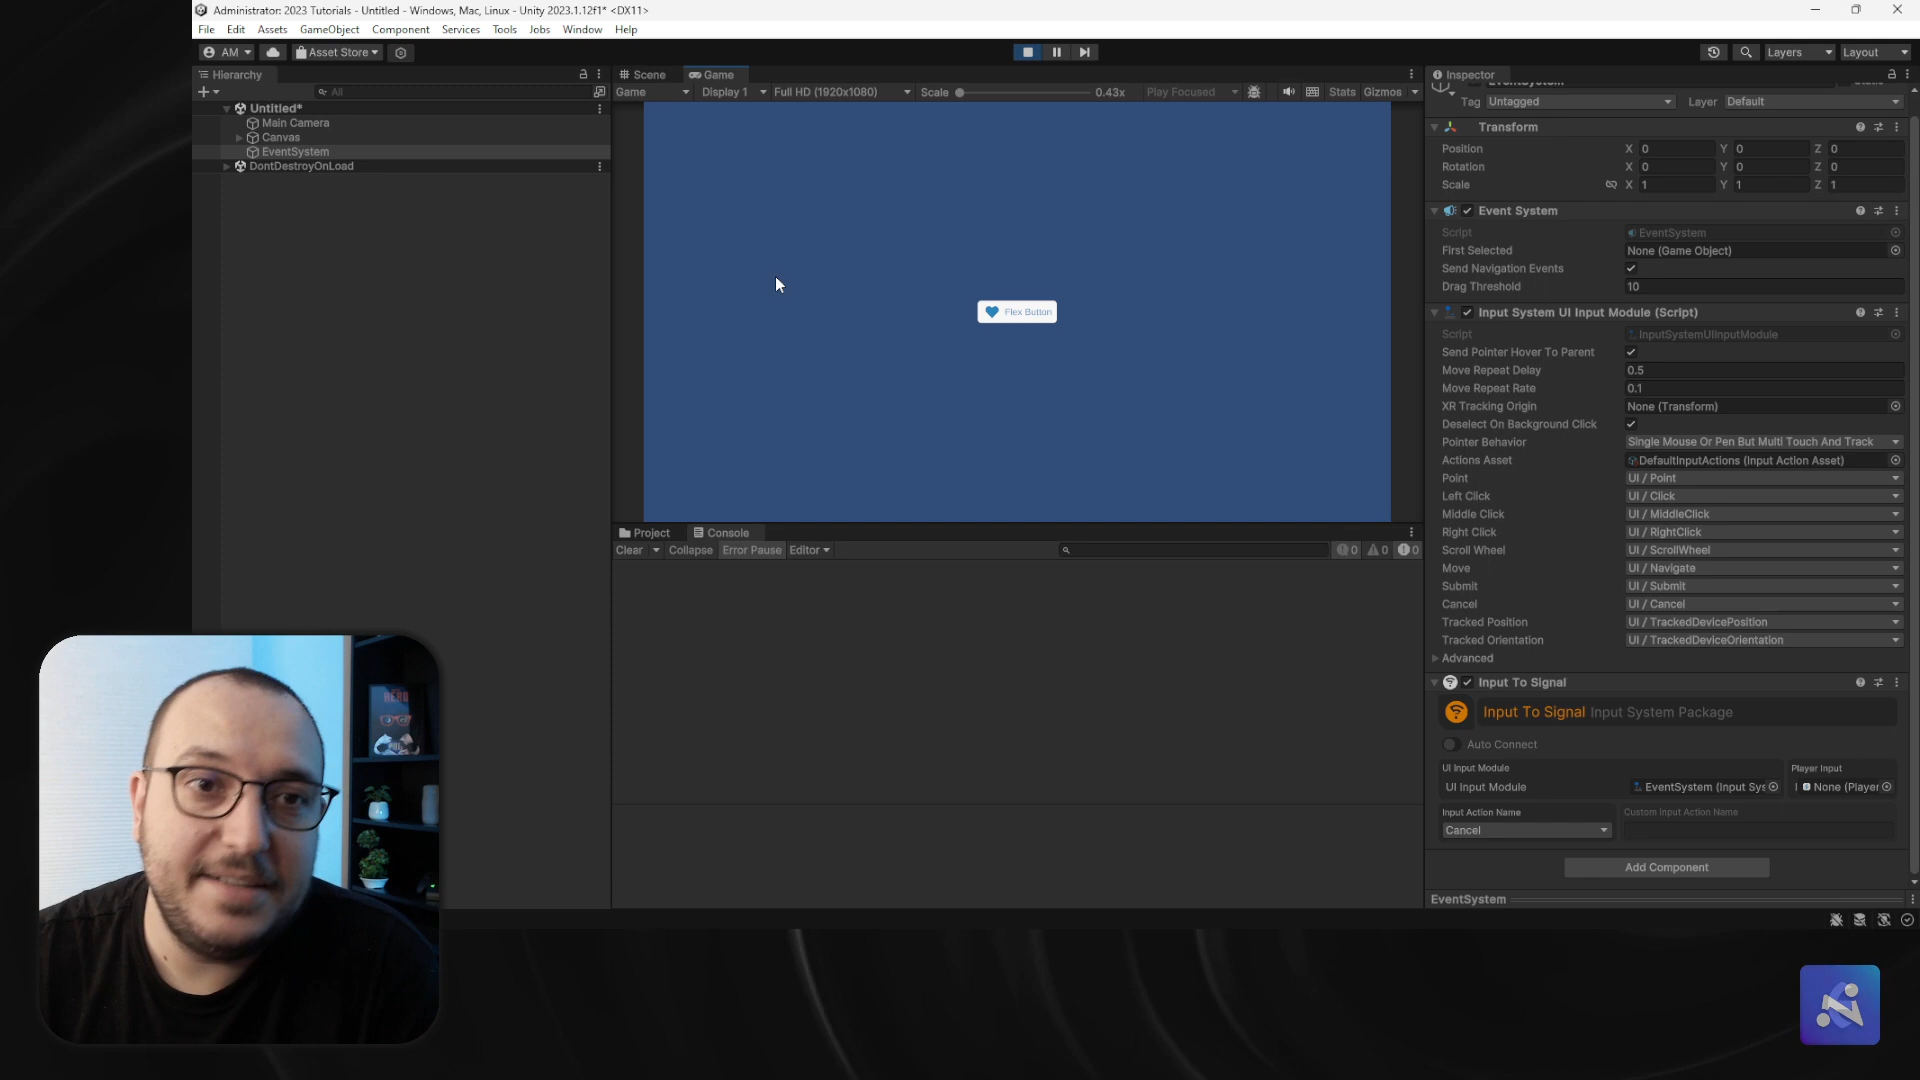 Administrator: 2023 Tutorials - Untitled - Windows, Mac, Linux - Unity 2023.1.12f1* <DX11>
File Edit Assets GameObject Component Services Tools Jobs Window Help
AM Asset Store Layers Layout
Hierarchy
All
Untitled*
Main Camera
Canvas
EventSystem
DontDestroyOnLoad
Scene Game
Game Display 1 Full HD (1920x1080) Scale 0.43x Play Focused Stats Gizmos
Flex Button
Project Console
Clear Collapse Error Pause Editor 0 0 0
Inspector
Tag Untagged Layer Default
Transform
Position X 0 Y 0 Z 0
Rotation X 0 Y 0 Z 0
Scale X 1 Y 1 Z 1
Event System
Script EventSystem
First Selected None (Game Object)
Send Navigation Events
Drag Threshold 10
Input System UI Input Module (Script)
Script InputSystemUIInputModule
Send Pointer Hover To Parent
Move Repeat Delay 0.5
Move Repeat Rate 0.1
XR Tracking Origin None (Transform)
Deselect On Background Click
Pointer Behavior Single Mouse Or Pen But Multi Touch And Track
Actions Asset DefaultInputActions (Input Action Asset)
Point UI / Point
Left Click UI / Click
Middle Click UI / MiddleClick
Right Click UI / RightClick
Scroll Wheel UI / ScrollWheel
Move UI / Navigate
Submit UI / Submit
Cancel UI / Cancel
Tracked Position UI / TrackedDevicePosition
Tracked Orientation UI / TrackedDeviceOrientation
Advanced
Input To Signal
Input To Signal Input System Package
Auto Connect
UI Input Module Player Input
UI Input Module EventSystem (Input Sys None (Player
Input Action Name Custom Input Action Name
Cancel
Add Component
EventSystem
HERO